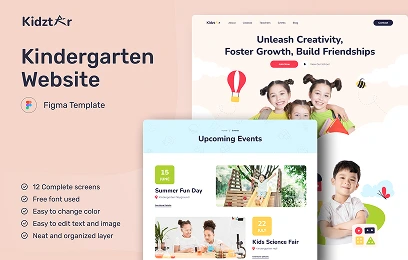 Kidztar
Kindergarten
Website
Figma Template
12 Complete screens
Free font used
Easy to change color
Easy to edit text and image
Neat and organized layer
Kidztar
Unleash Creativity,
Foster Growth, Build Friendships
Upcoming Events
15
Summer Fun Day
22
Kids Science Fair